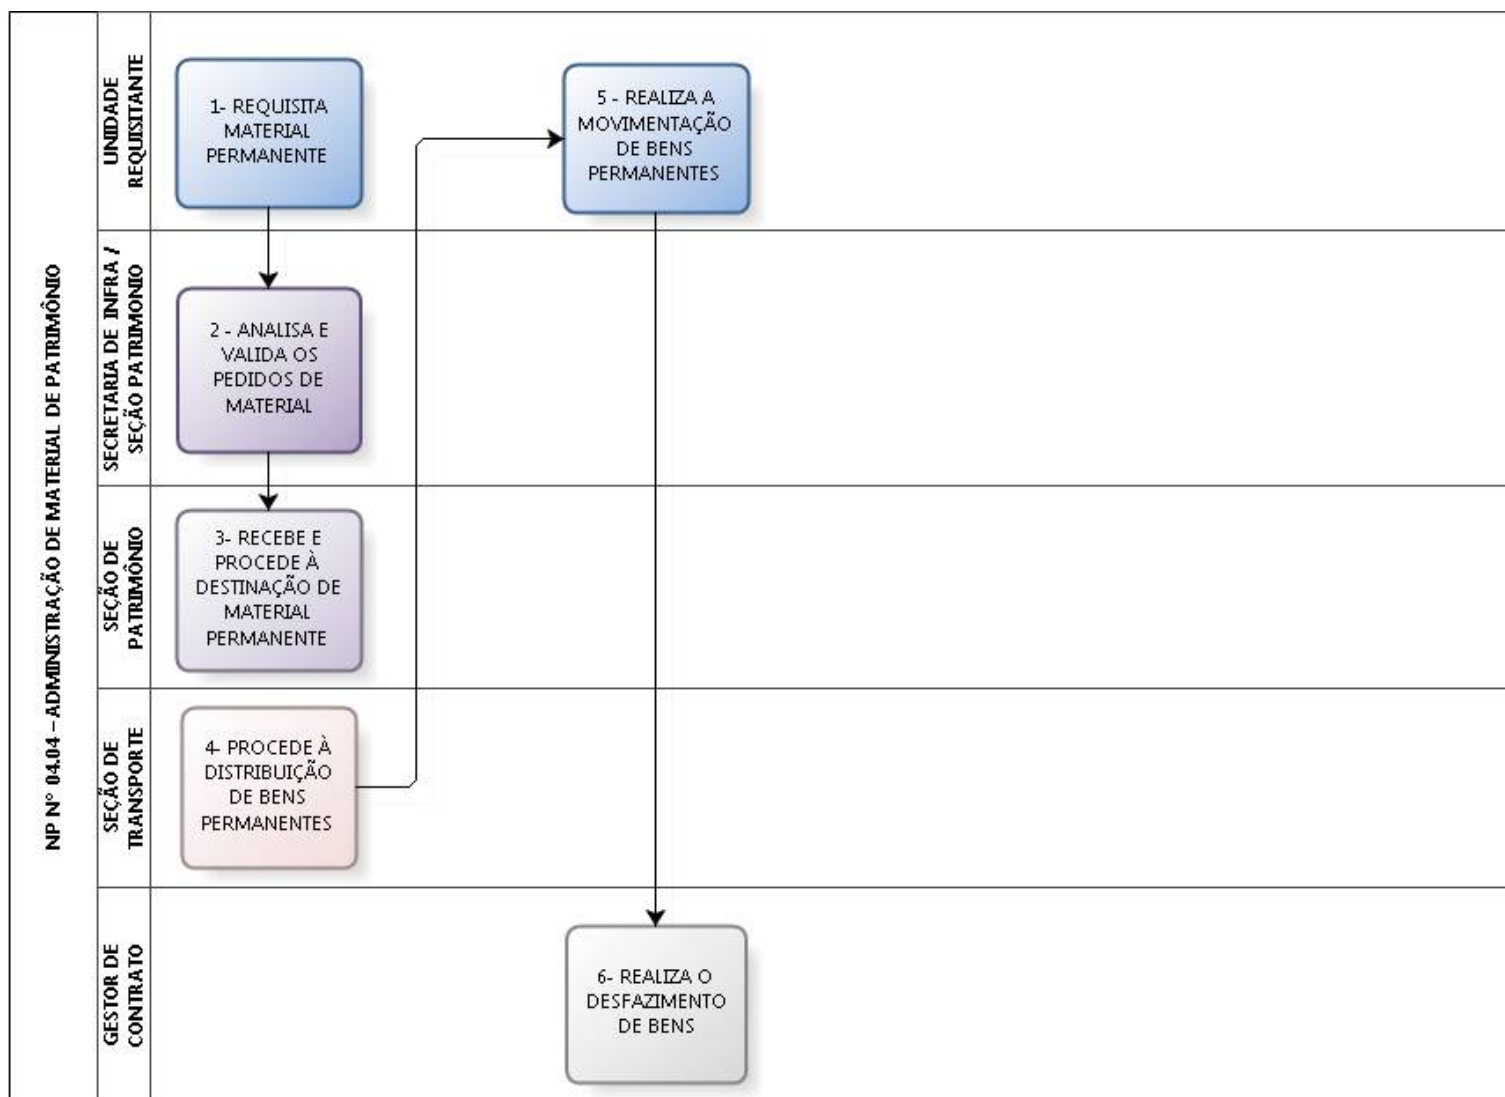 NP Nº 04.04 – ADMINISTRAÇÃO DE MATERIAL DE PATRIMÔNIO
UNIDADE
REQUISITANTE
1- REQUISITA
MATERIAL
PERMANENTE
5 - REALIZA A
MOVIMENTAÇÃO
DE BENS
PERMANENTES
SECRETARIA DE INFRA /
SEÇÃO PATRIMONIO
2 - ANALISA E
VALIDA OS
PEDIDOS DE
MATERIAL
SEÇÃO DE
PATRIMÔNIO
3- RECEBE E
PROCEDE À
DESTINAÇÃO DE
MATERIAL
PERMANENTE
SEÇÃO DE
TRANSPORTE
4- PROCEDE À
DISTRIBUIÇÃO
DE BENS
PERMANENTES
GESTOR DE
CONTRATO
6- REALIZA O
DESFAZIMENTO
DE BENS